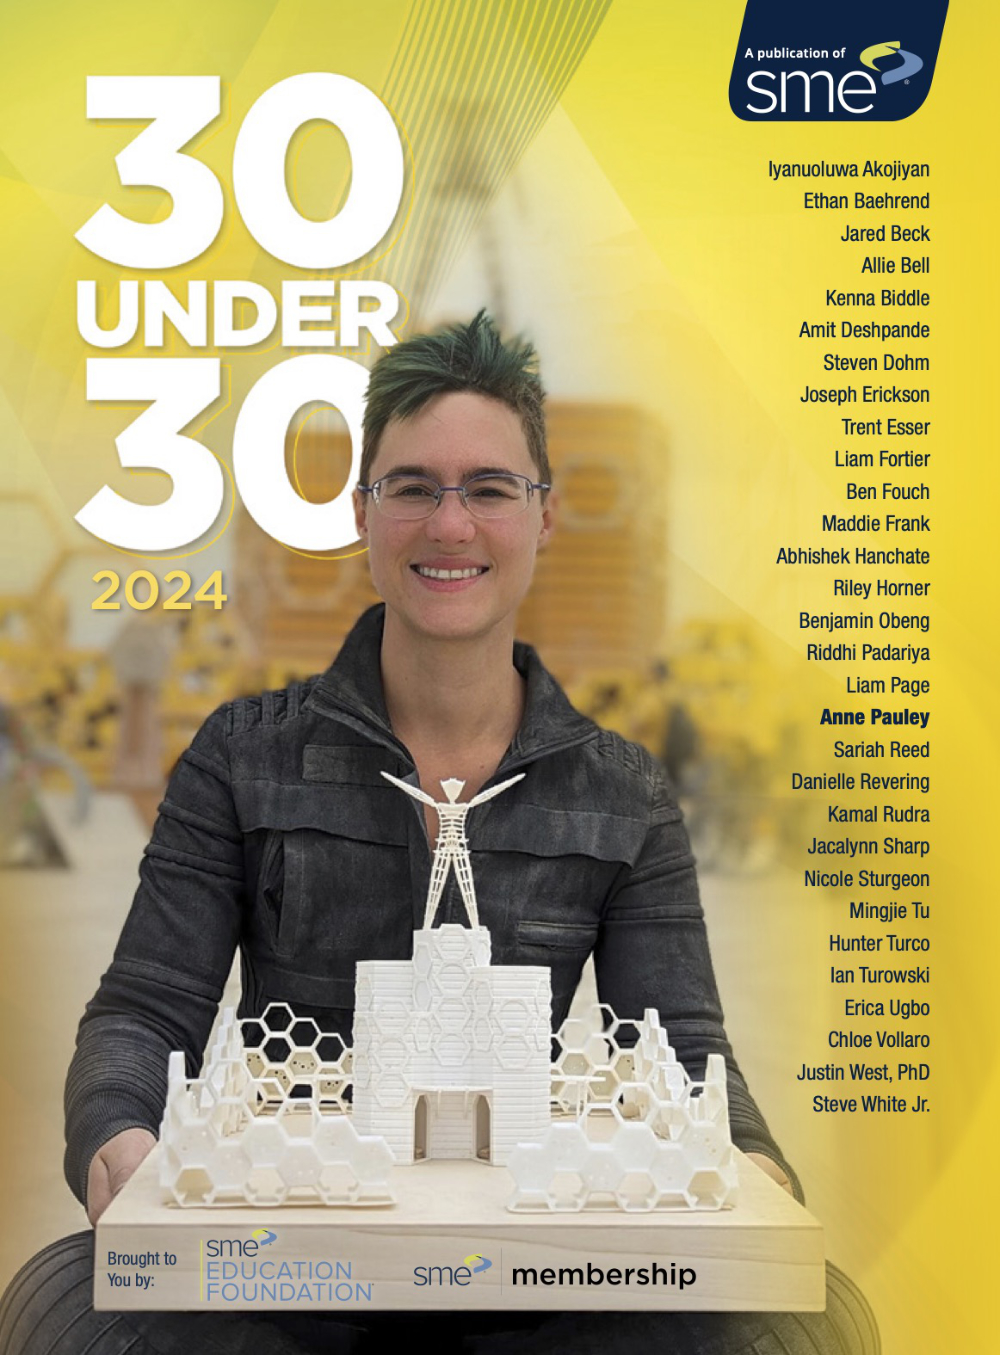 A publication of
sme
30
UNDER
30
2024
Iyanuoluwa Akojiyan
Ethan Baehrend
Jared Beck
Allie Bell
Kenna Biddle
Amit Deshpande
Steven Dohm
Joseph Erickson
Trent Esser
Liam Fortier
Ben Fouch
Maddie Frank
Abhishek Hanchate
Riley Horner
Benjamin Obeng
Riddhi Padariya
Liam Page
Anne Pauley
Sariah Reed
Danielle Revering
Kamal Rudra
Jacalynn Sharp
Nicole Sturgeon
Mingjie Tu
Hunter Turco
Ian Turowski
Erica Ugbo
Chloe Vollaro
Justin West, PhD
Steve White Jr.
Brought to
You by:
sme
EDUCATION
FOUNDATION
sme membership